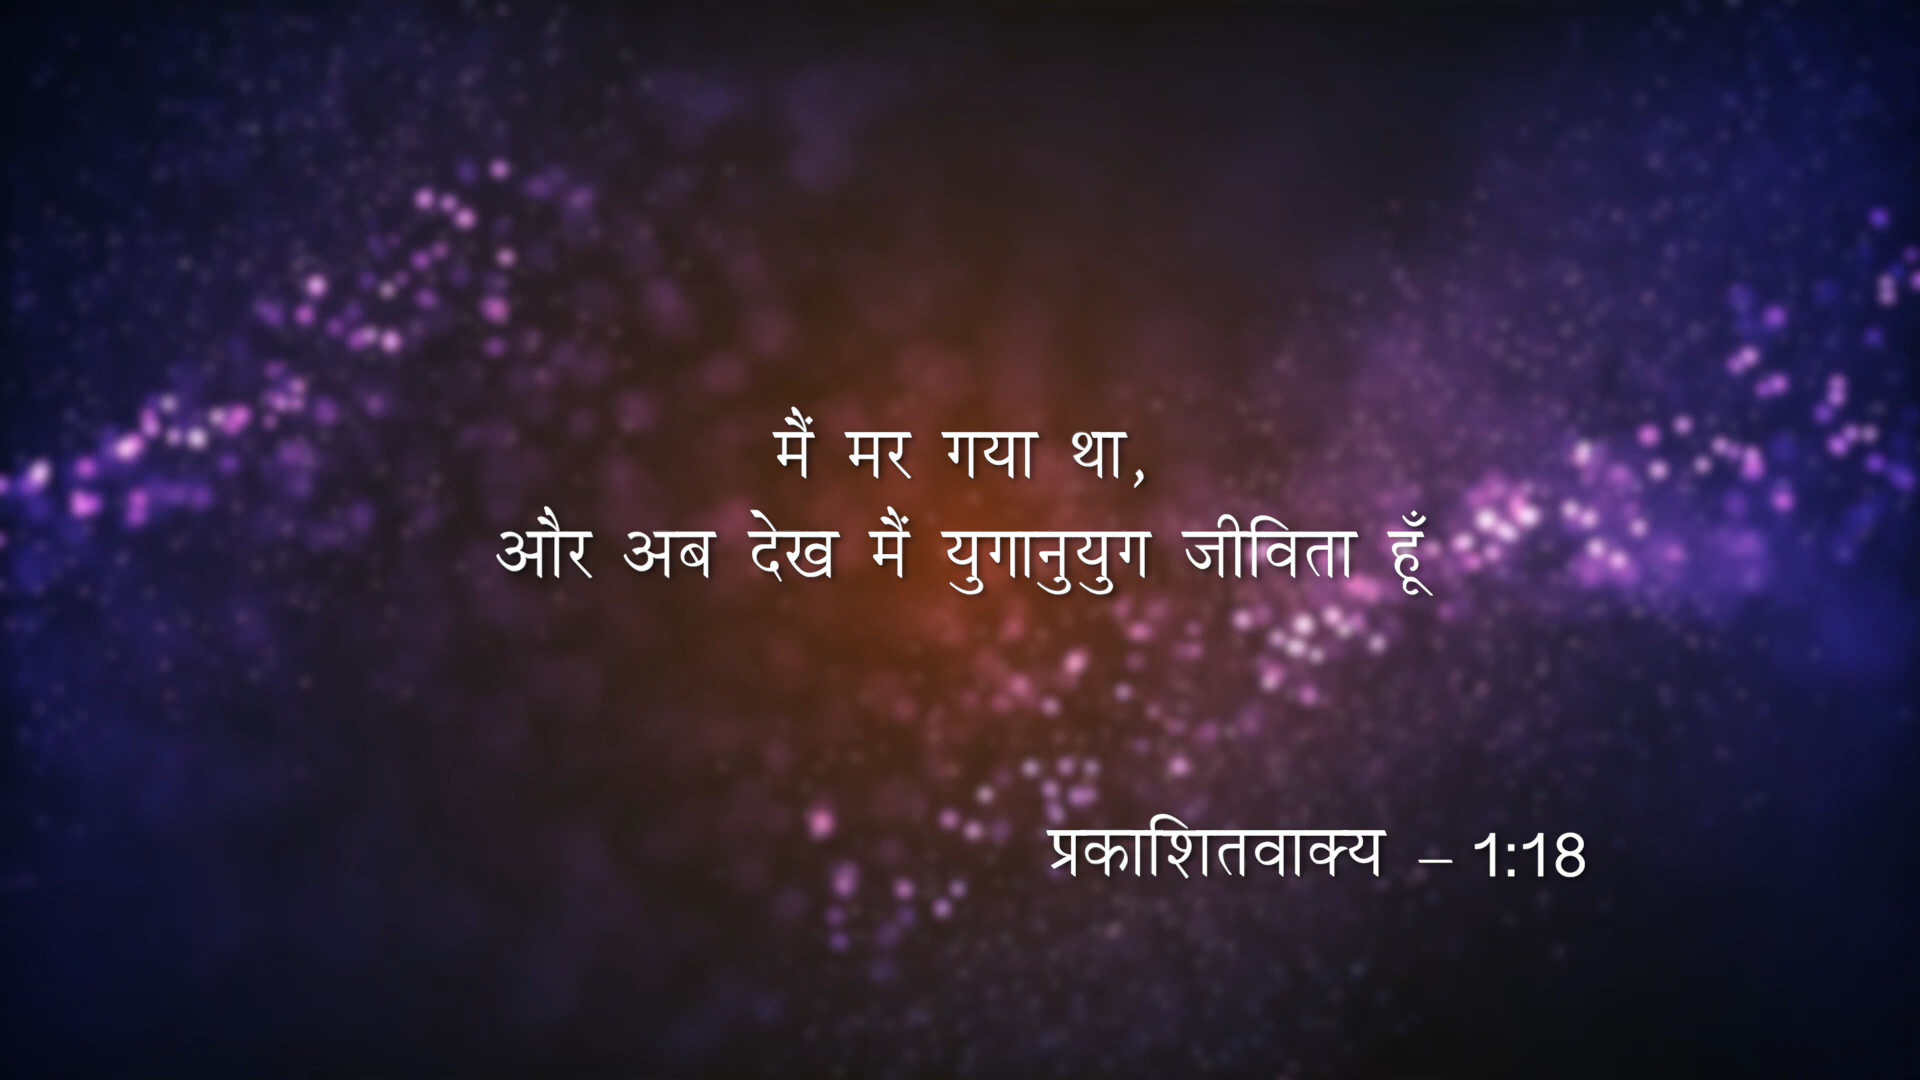 मैं मर गया था,
और अब देख मैं युगानुयुग जीविता हूँ
प्रकाशितवाक्य – 1:18